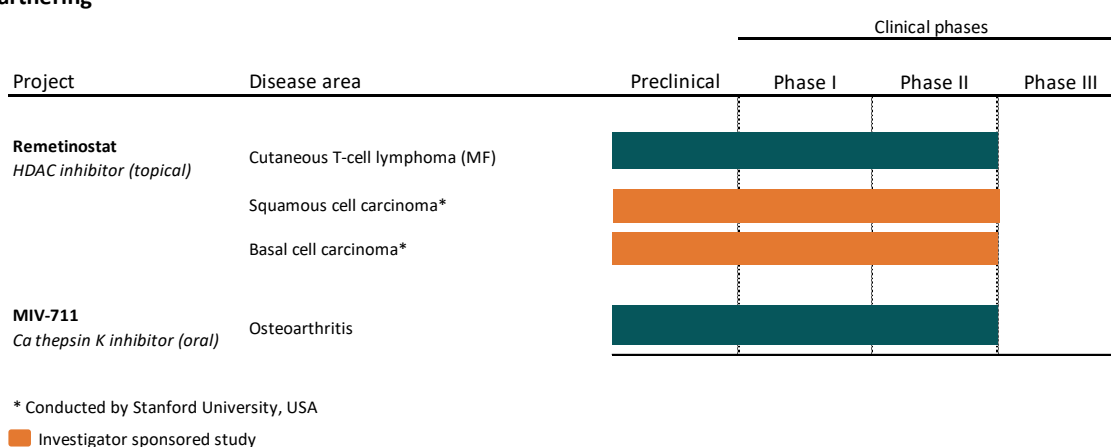 Clinical phases
Project Disease area Preclinical Phase I Phase II Phase III
Remetinostat
HDAC inhibitor (topical)
Cutaneous T-cell lymphoma (MF)
Squamous cell carcinoma*
Basal cell carcinoma*
MIV-711
Ca thepsin K inhibitor (oral)
Osteoarthritis
* Conducted by Stanford University, USA
Investigator sponsored study